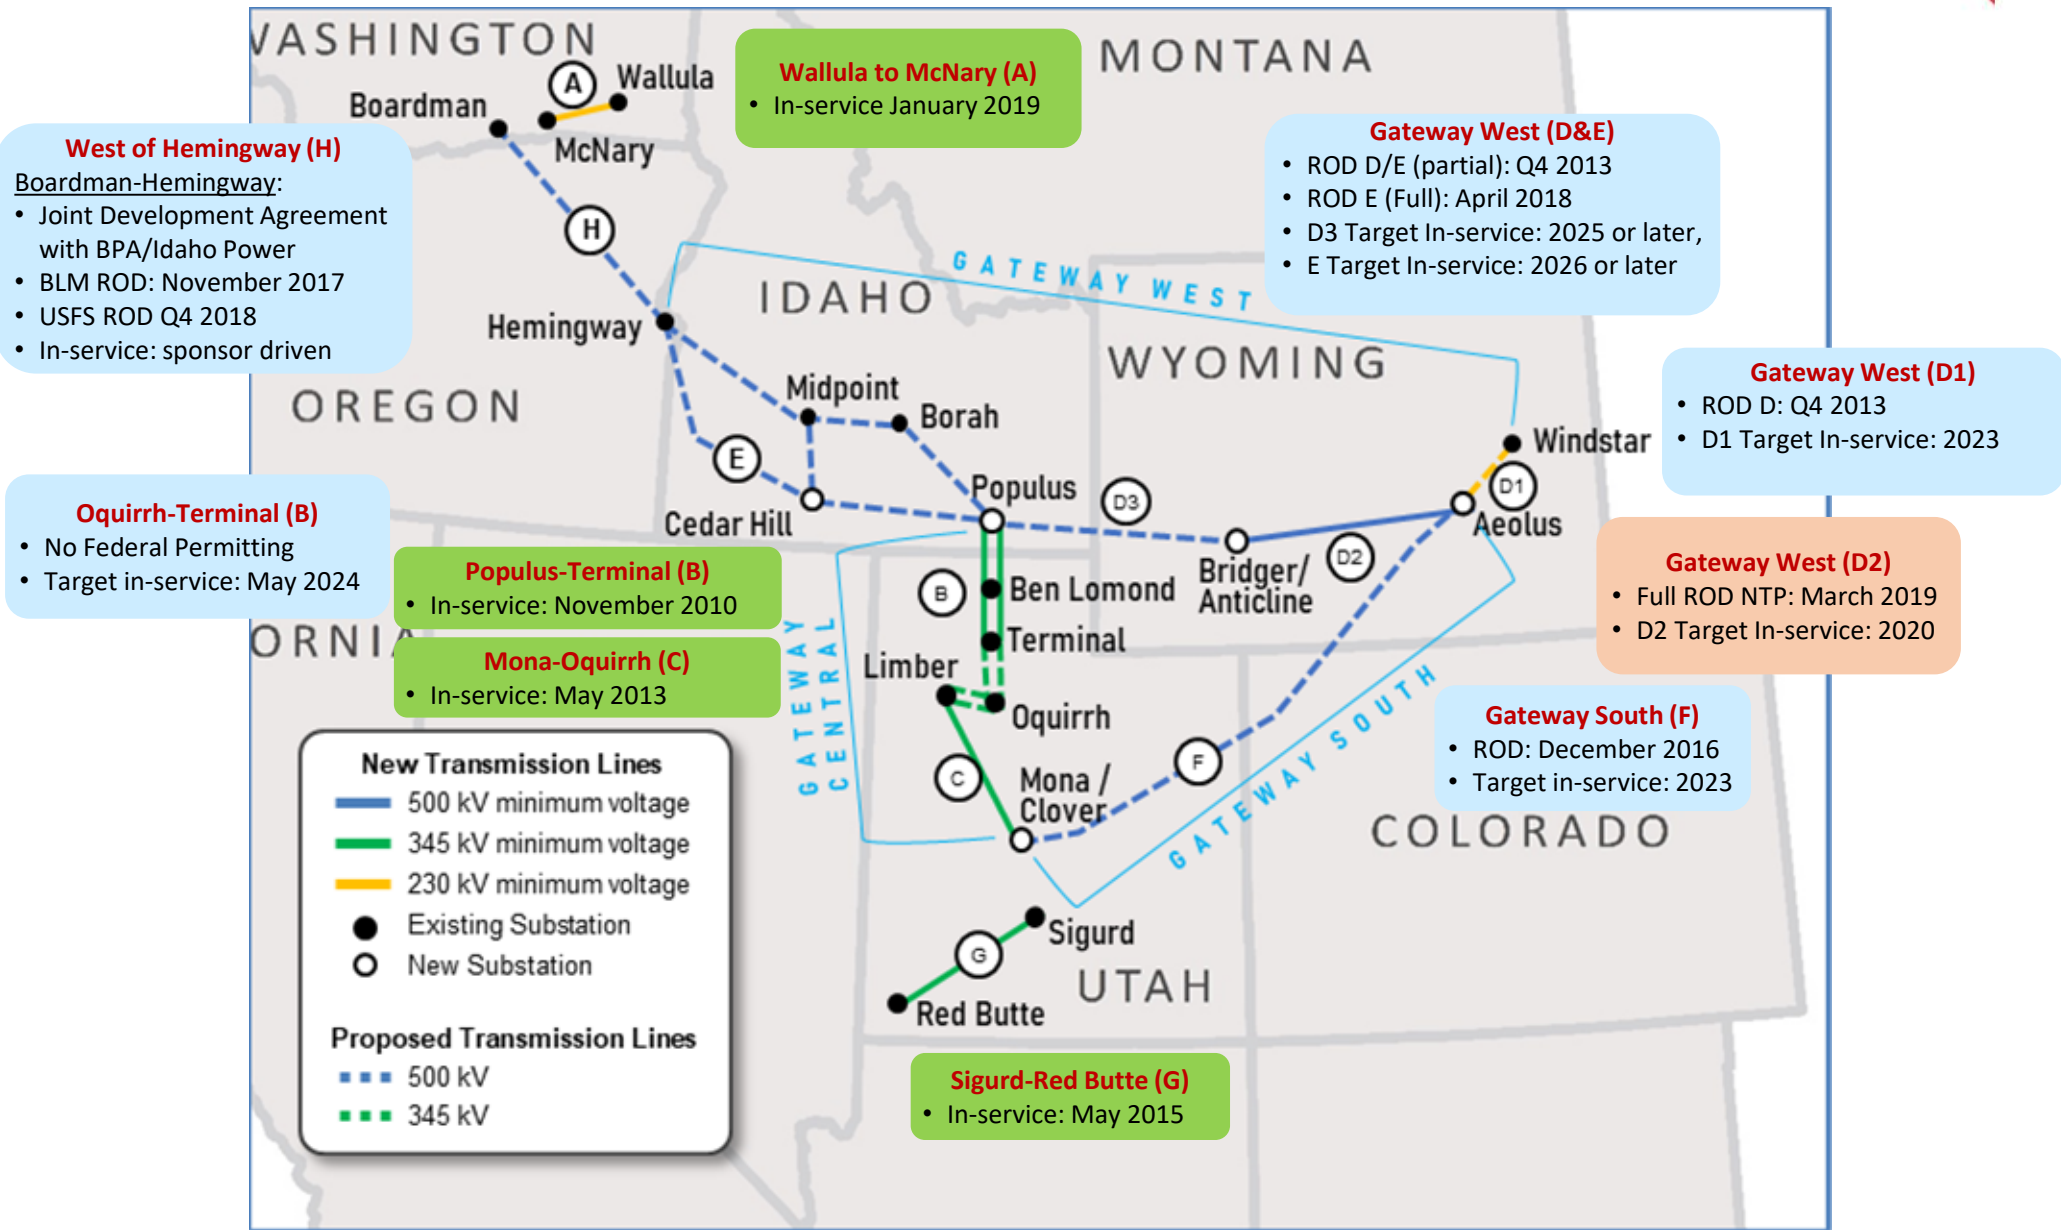 WASHINGTON
MONTANA
Wallula
A
Boardman
McNary
Wallula to McNary (A)
• In-service January 2019
West of Hemingway (H)
Boardman-Hemingway:
• Joint Development Agreement
with BPA/Idaho Power
• BLM ROD: November 2017
• USFS ROD Q4 2018
• In-service: sponsor driven
Gateway West (D&E)
• ROD D/E (partial): Q4 2013
• ROD E (Full): April 2018
• D3 Target In-service: 2025 or later,
• E Target In-service: 2026 or later
H
GATEWAY WEST
IDAHO
Hemingway
WYOMING
OREGON
Midpoint
Borah
Windstar
Gateway West (D1)
• ROD D: Q4 2013
• D1 Target In-service: 2023
E
Populus
D3
D1
Cedar Hill
Aeolus
Oquirrh-Terminal (B)
• No Federal Permitting
• Target in-service: May 2024
Bridger/
Anticline
D2
Gateway West (D2)
• Full ROD NTP: March 2019
• D2 Target In-service: 2020
Populus-Terminal (B)
• In-service: November 2010
B
Ben Lomond
Terminal
ORNIA
Mona-Oquirrh (C)
• In-service: May 2013
GATEWAY
CENTRAL
Limber
Oquirrh
GATEWAY SOUTH
Gateway South (F)
• ROD: December 2016
• Target in-service: 2023
C
Mona /
Clover
F
COLORADO
New Transmission Lines
500 kV minimum voltage
345 kV minimum voltage
230 kV minimum voltage
Existing Substation
New Substation
Proposed Transmission Lines
500 kV
345 kV
Sigurd
G
UTAH
Red Butte
Sigurd-Red Butte (G)
• In-service: May 2015